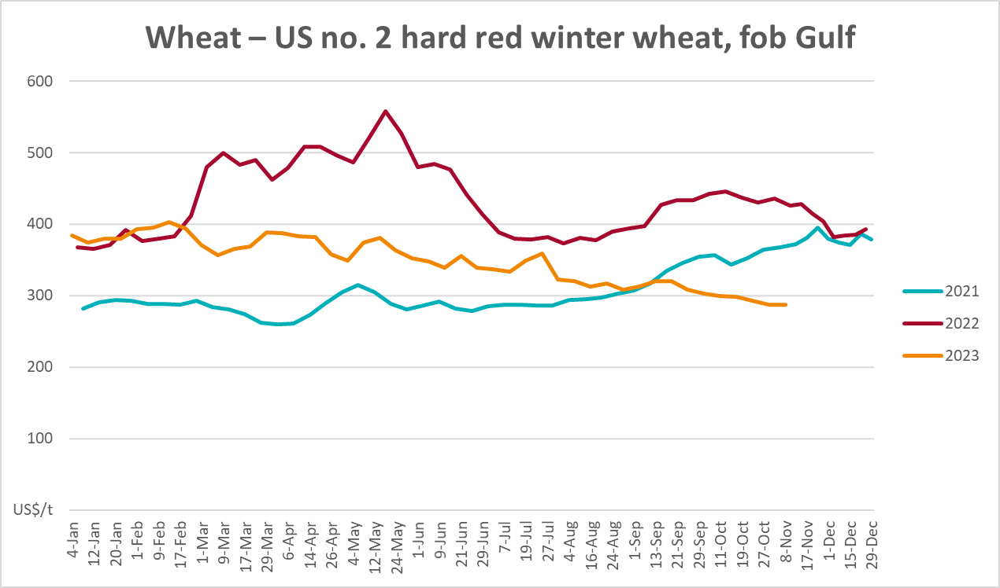 Wheat – US no. 2 hard red winter wheat, fob Gulf
600
500
400
300
200
100
US$/t
4-Jan
12-Jan
20-Jan
1-Feb
9-Feb
17-Feb
1-Mar
9-Mar
17-Mar
29-Mar
6-Apr
14-Apr
26-Apr
4-May
12-May
24-May
1-Jun
9-Jun
21-Jun
29-Jun
7-Jul
19-Jul
27-Jul
4-Aug
16-Aug
24-Aug
1-Sep
13-Sep
21-Sep
29-Sep
11-Oct
19-Oct
27-Oct
8-Nov
17-Nov
1-Dec
15-Dec
29-Dec
2021
2022
2023